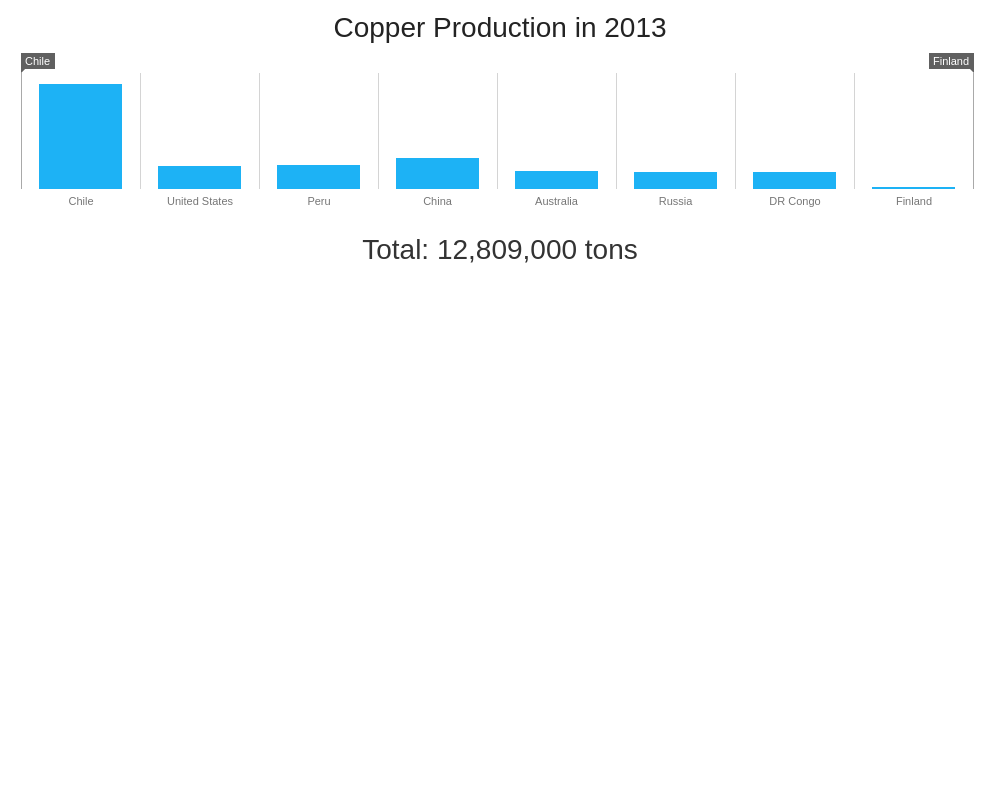 Copper Production in 2013
Chile Finland
Chile United States Peru China Australia Russia DR Congo Finland
Total: 12,809,000 tons